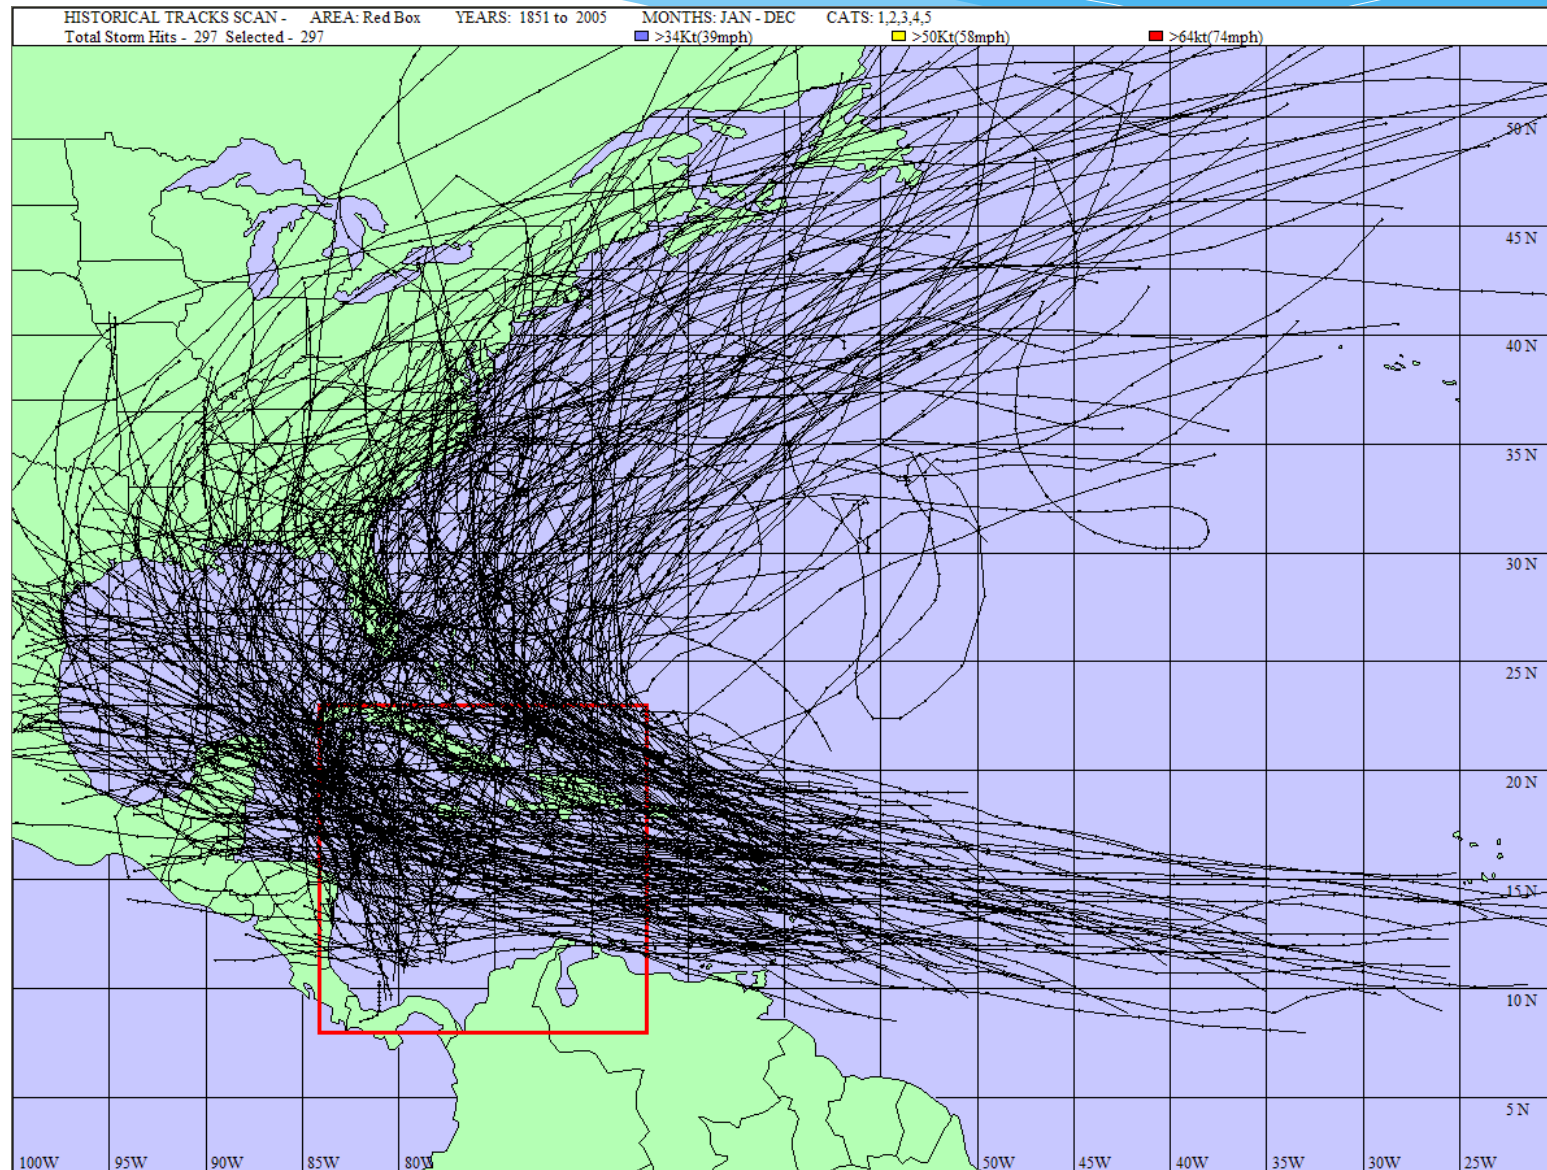 HISTORICAL TRACKS SCAN - AREA: Red Box YEARS: 1851 to 2005 MONTHS: JAN - DEC CATS: 1,2,3,4,5
Total Storm Hits - 297 Selected - 297 >34Kt(39mph) >50Kt(58mph) >64kt(74mph)
50 N
45 N
40 N
35 N
30 N
25 N
20 N
15 N
10 N
5 N
100W 95W 90W 85W 80W 50W 45W 40W 35W 30W 25W